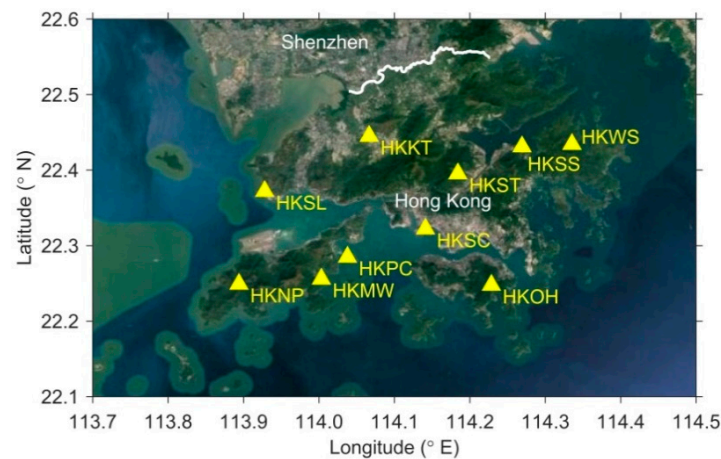 22.6
22.5
22.4
22.3
22.2
22.1
Latitude (° N)
Shenzhen
HKKT
HKWS
HKSS
HKST
HKSL
Hong Kong
HKSC
HKPC
HKNP
HKMW
HKOH
113.7 113.8 113.9 114.0 114.1 114.2 114.3 114.4 114.5
Longitude (° E)